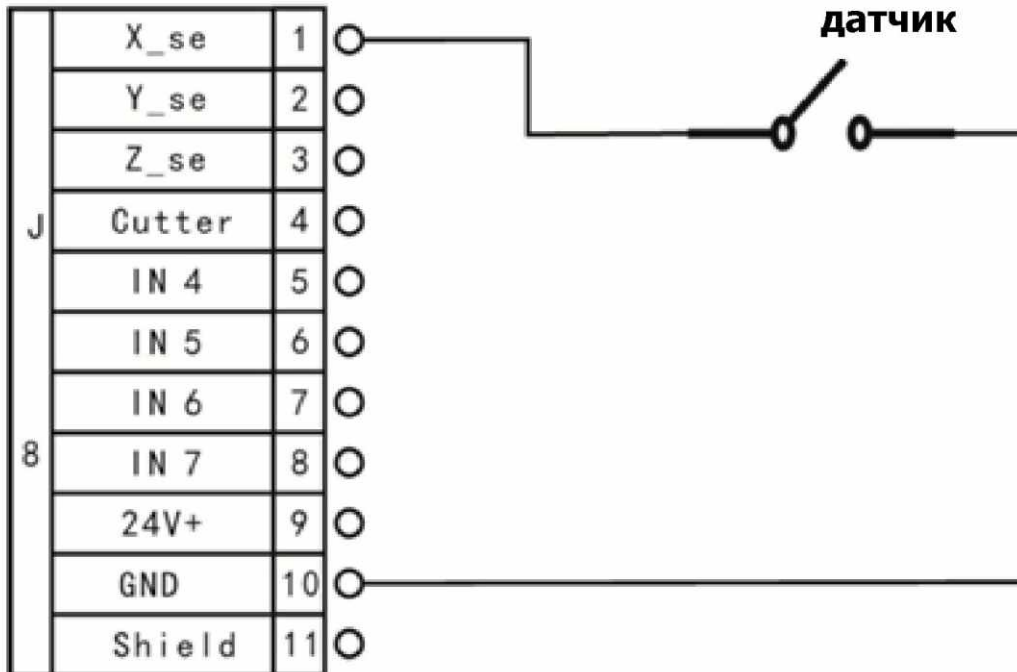 датчик
X_se 1
Y_se 2
Z_se 3
Cutter 4
IN 4 5
IN 5 6
IN 6 7
IN 7 8
24V+ 9
GND 10
Shield 11
J
8